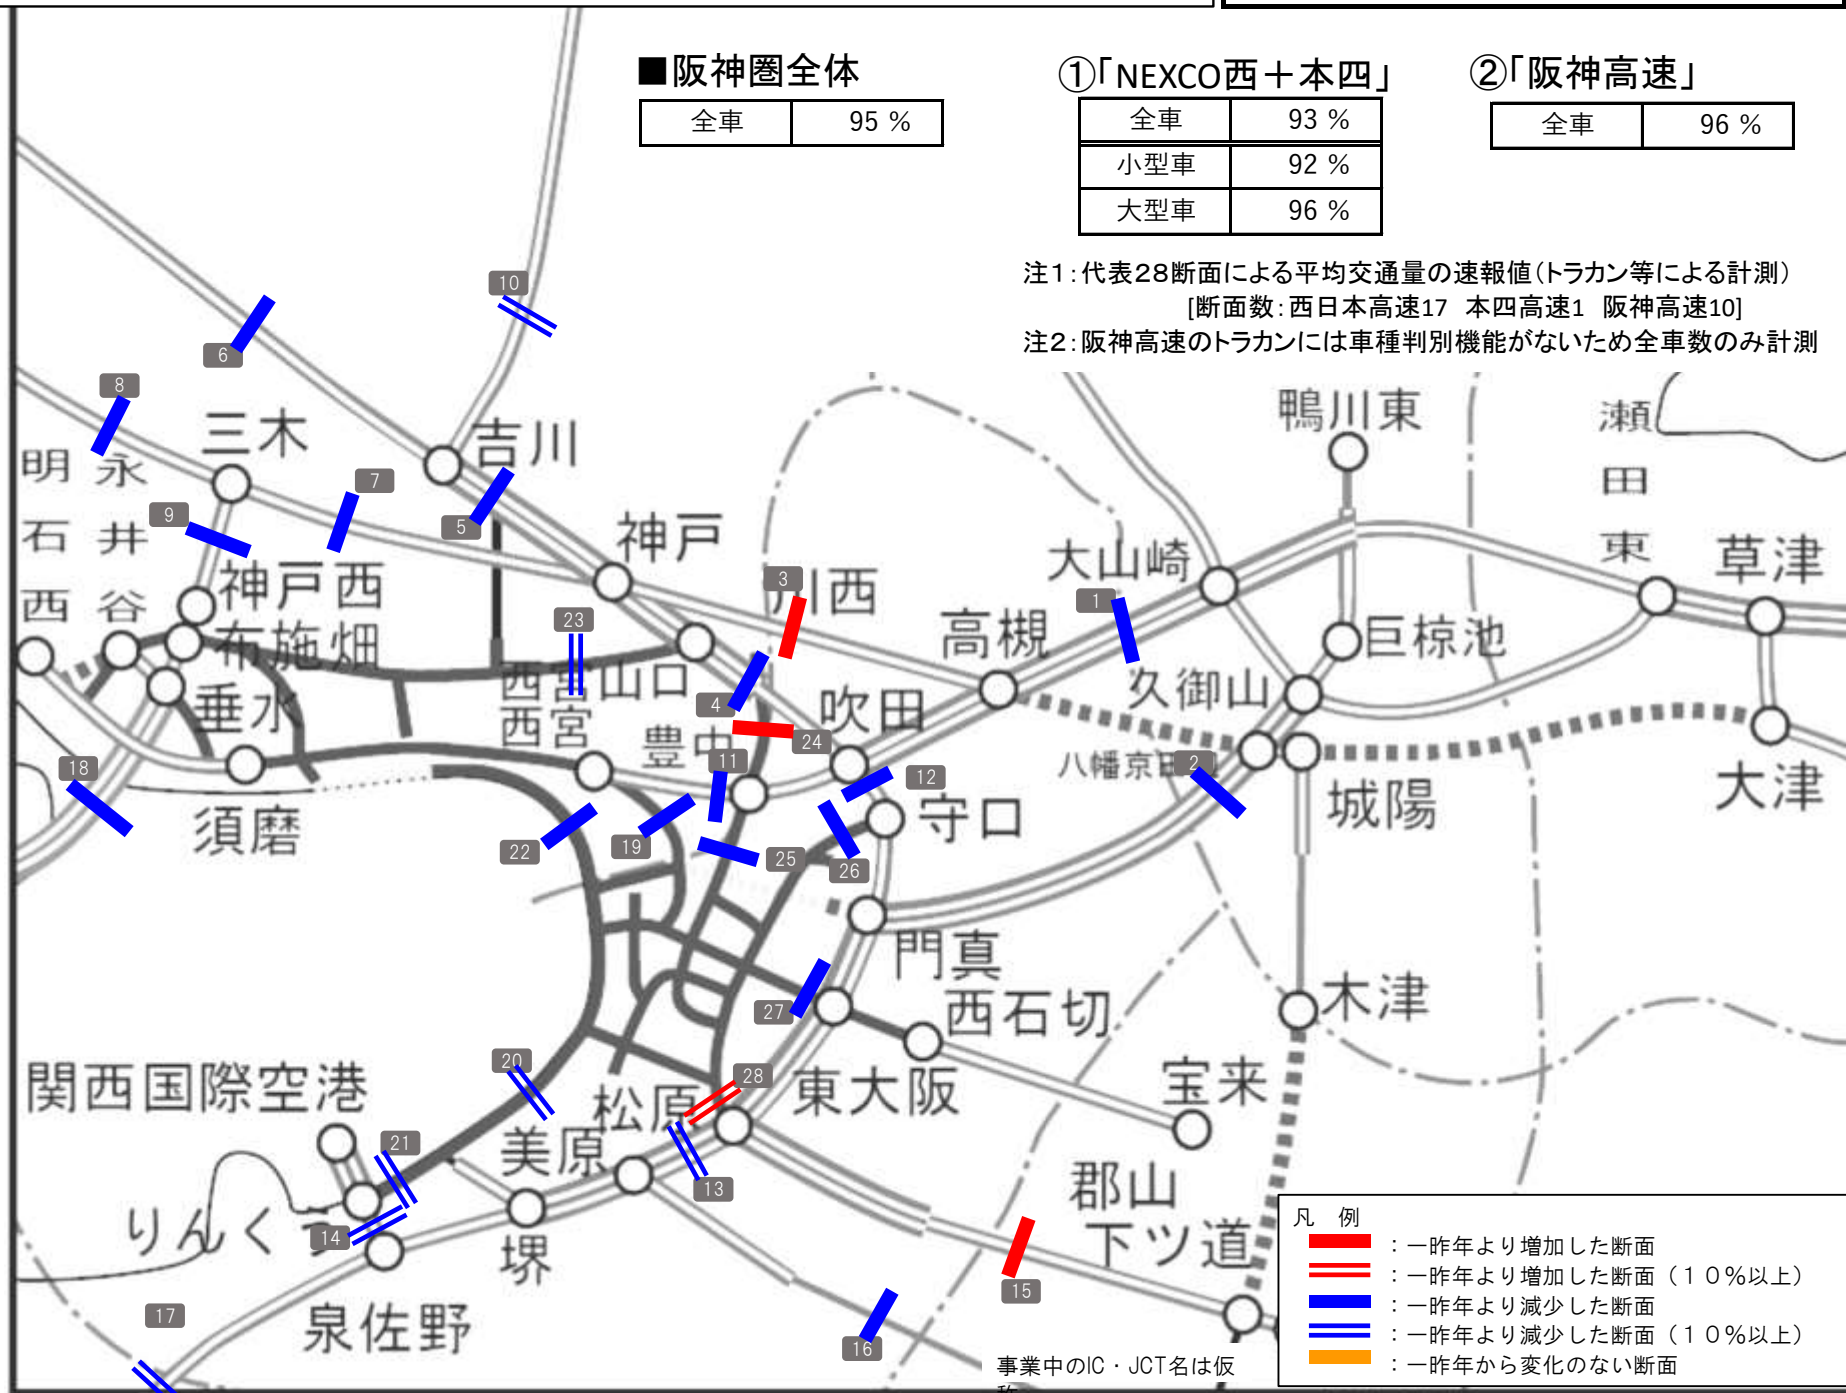 ■阪神圏全体
全車 95 %
①「NEXCO西＋本四」
全車 93 %
小型車 92 %
大型車 96 %
②「阪神高速」
全車 96 %
注1：代表28断面による平均交通量の速報値（トラカン等による計測）
[断面数：西日本高速17 本四高速1 阪神高速10]
注2：阪神高速のトラカンには車種判別機能がないため全車数のみ計測
10
6
8
三木
吉川
鴨川東
瀬田東
明石西
永井谷
7
9
5
神戸
大山崎
草津
神戸西
3
川西
1
高槻
布施畑
23
巨椋池
西宮山口
久御山
垂水
4
吹田
西宮
豊中
24
11
八幡京田
2
18
12
大津
須磨
守口
城陽
22
19
25
26
門真
27
西石切
木津
20
関西国際空港
28
松原
東大阪
宝来
21
美原
13
郡山
りんくう
14
下ツ道
堺
15
17
泉佐野
16
事業中のIC・JCT名は仮
称
凡 例
：一昨年より増加した断面
：一昨年より増加した断面（１０％以上）
：一昨年より減少した断面
：一昨年より減少した断面（１０％以上）
：一昨年から変化のない断面